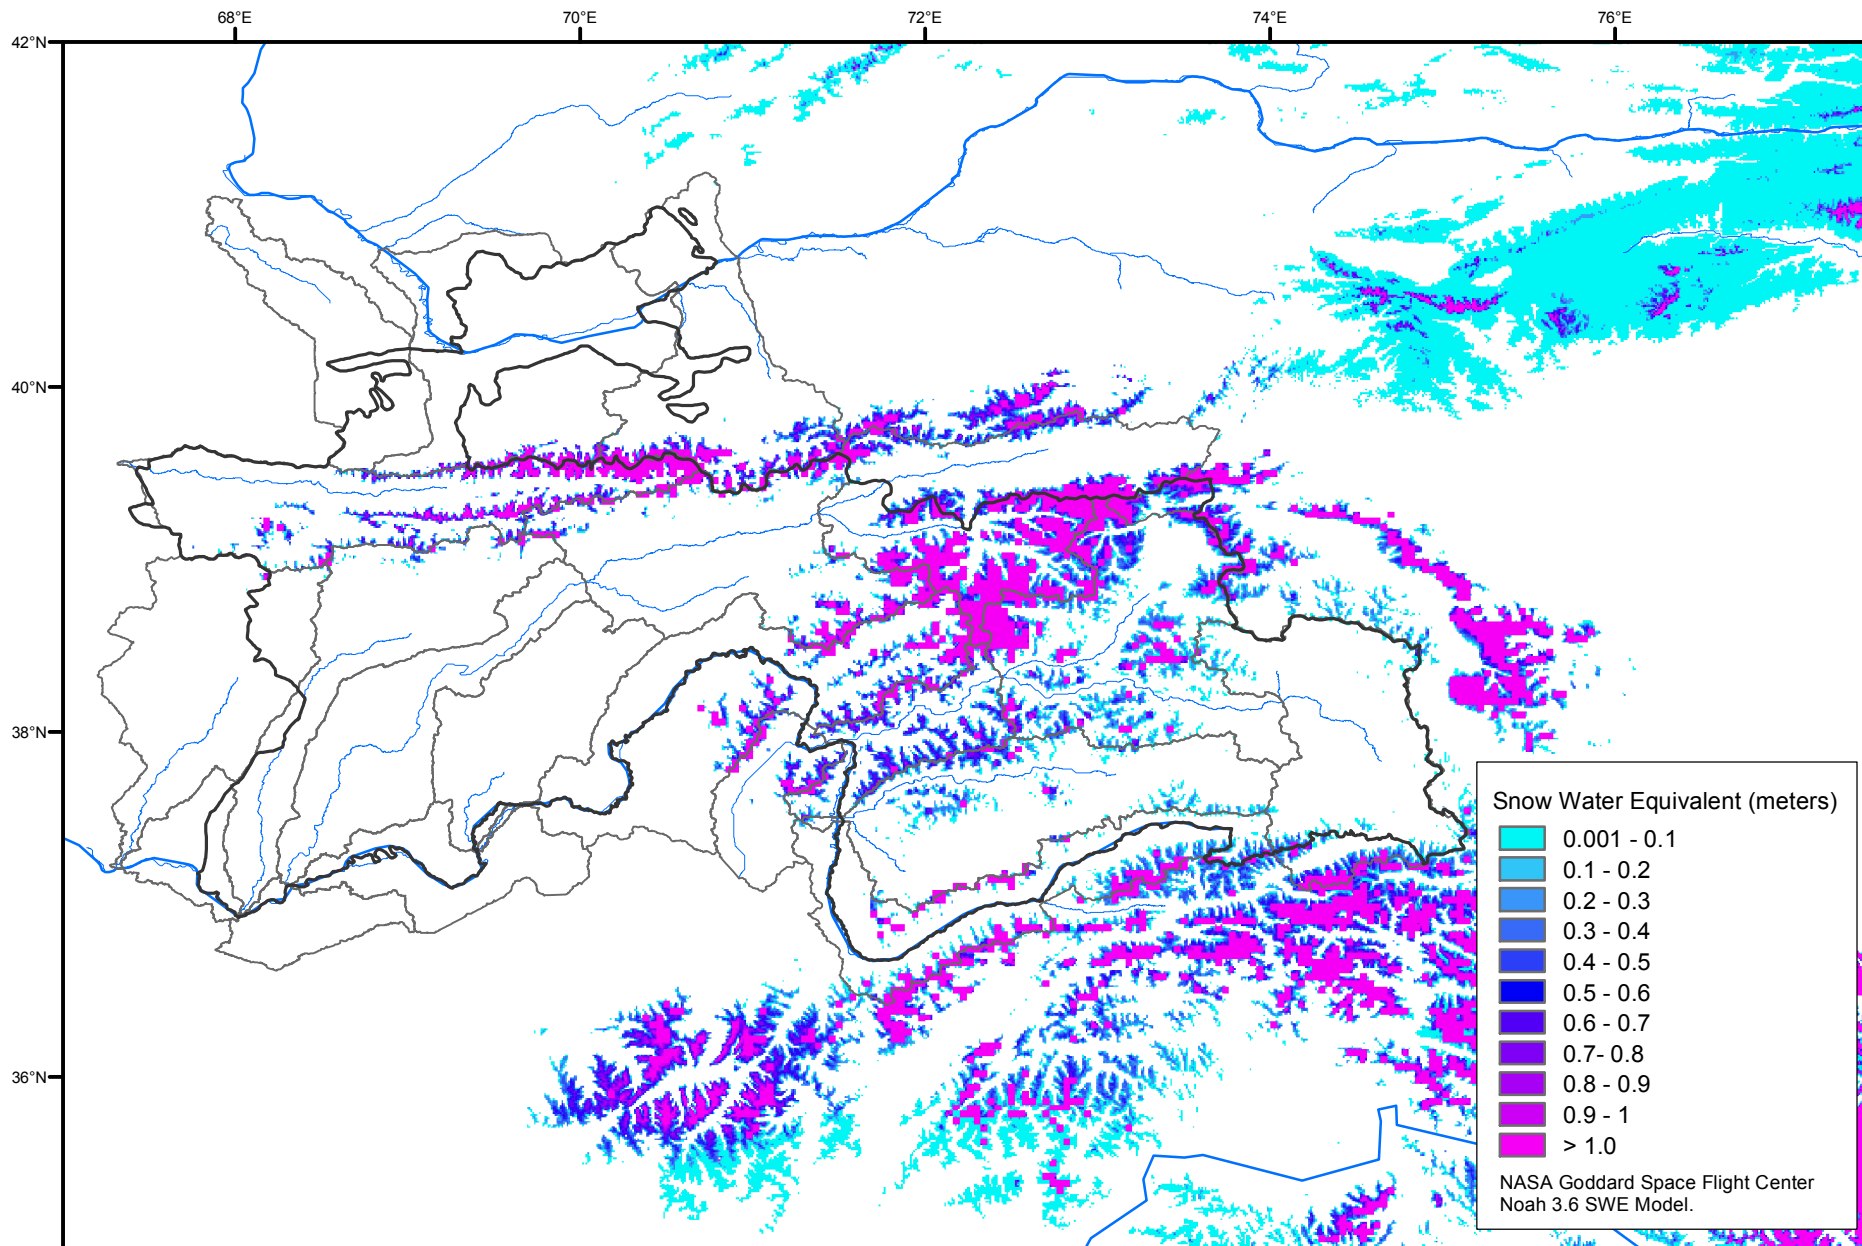 68°E 70°E 72°E 74°E 76°E
42°N
40°N
38°N
36°N
Snow Water Equivalent (meters)
0.001 - 0.1
0.1 - 0.2
0.2 - 0.3
0.3 - 0.4
0.4 - 0.5
0.5 - 0.6
0.6 - 0.7
0.7- 0.8
0.8 - 0.9
0.9 - 1
> 1.0
NASA Goddard Space Flight Center
Noah 3.6 SWE Model.